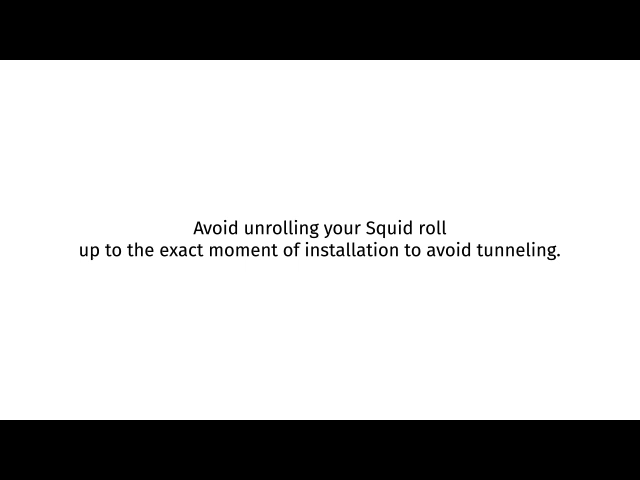 Avoid unrolling your Squid roll
up to the exact moment of installation to avoid tunneling.